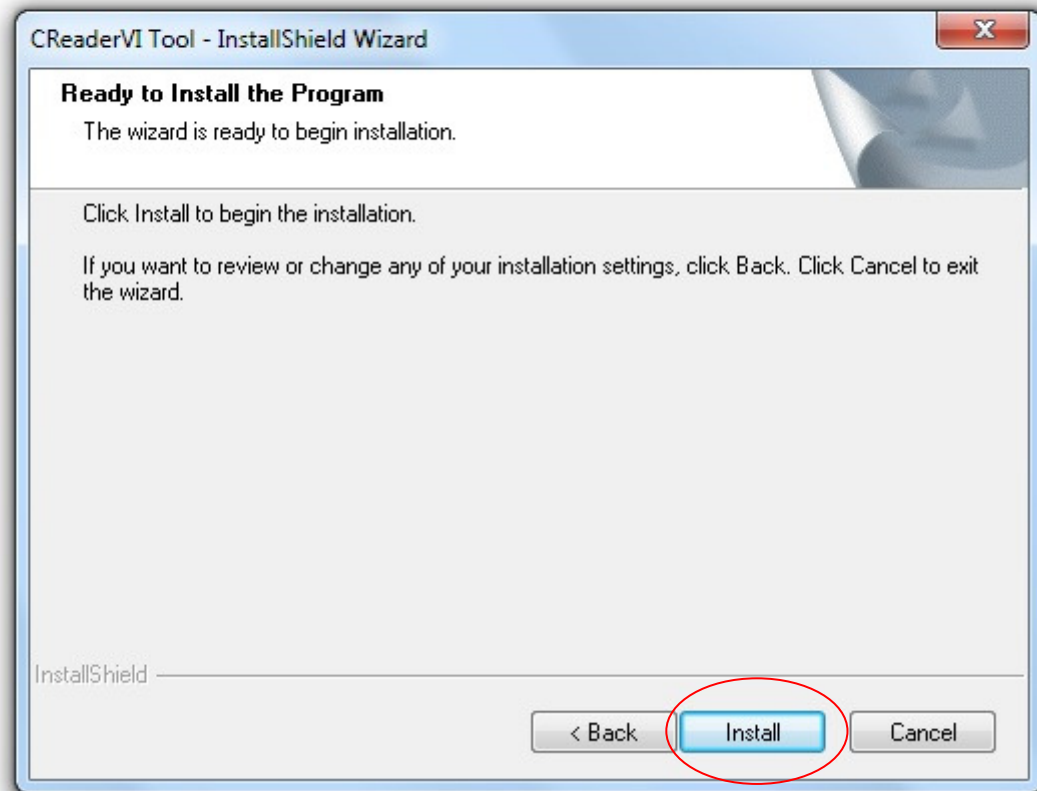 CReaderVI Tool - InstallShield Wizard
Ready to Install the Program
The wizard is ready to begin installation.
Click Install to begin the installation.
If you want to review or change any of your installation settings, click Back. Click Cancel to exit
the wizard.
InstallShield
< Back Install Cancel